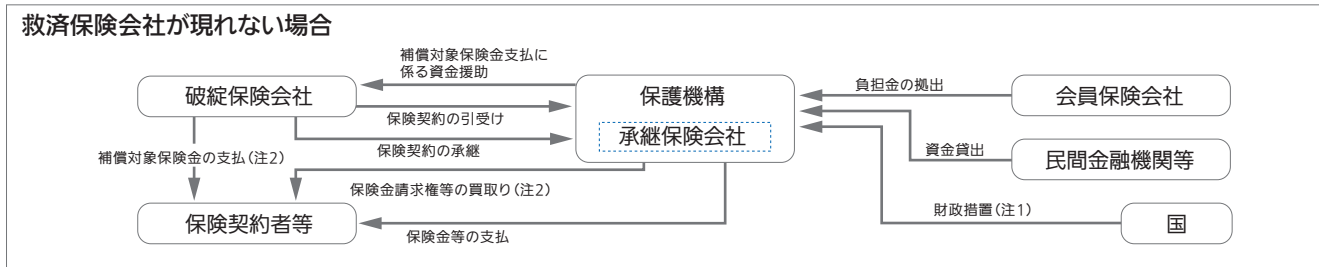 救済保険会社が現れない場合
補償対象保険金支払に
係る資金援助
破綻保険会社
保護機構
負担金の拠出
会員保険会社
保険契約の引受け
承継保険会社
補償対象保険金の支払(注2)
保険契約の承継
資金貸出
民間金融機関等
保険金請求権等の買取り(注2)
保険契約者等
財政措置(注1)
国
保険金等の支払